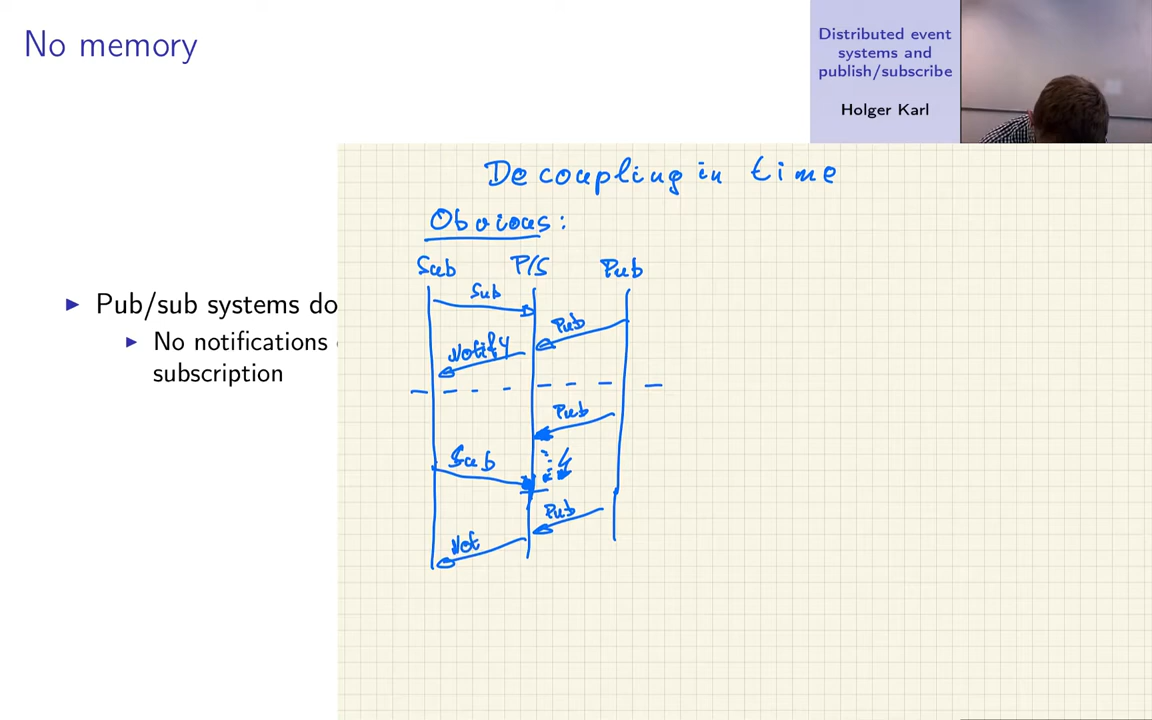 No memory
Distributed event
systems and
publish/subscribe
Holger Karl
Decoupling in time
Obvious:
Sub P/S Pub
Sub
Pub
Notify
Pub
Sub
Pub
Not
Pub/sub systems do
No notifications
subscription